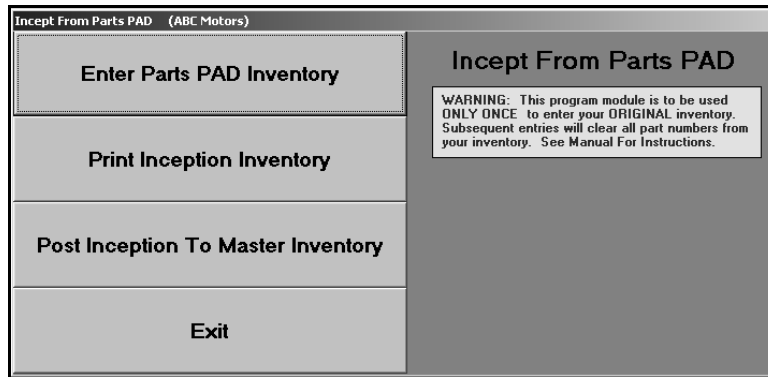 Incept From Parts PAD (ABC Motors)
Enter Parts PAD Inventory
Print Inception Inventory
Post Inception To Master Inventory
Exit
Incept From Parts PAD
WARNING: This program module is to be used
ONLY ONCE to enter your ORIGINAL inventory.
Subsequent entries will clear all part numbers from
your inventory. See Manual For Instructions.